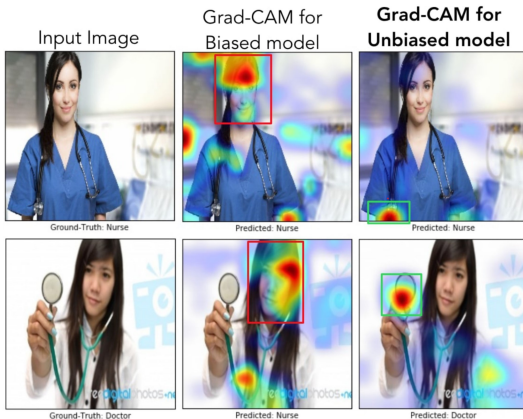 Input Image
Grad-CAM for
Biased model
Grad-CAM for
Unbiased model
Ground-Truth: Nurse
Predicted: Nurse
Predicted: Nurse
Ground-Truth: Doctor
Predicted: Nurse
Predicted: Doctor